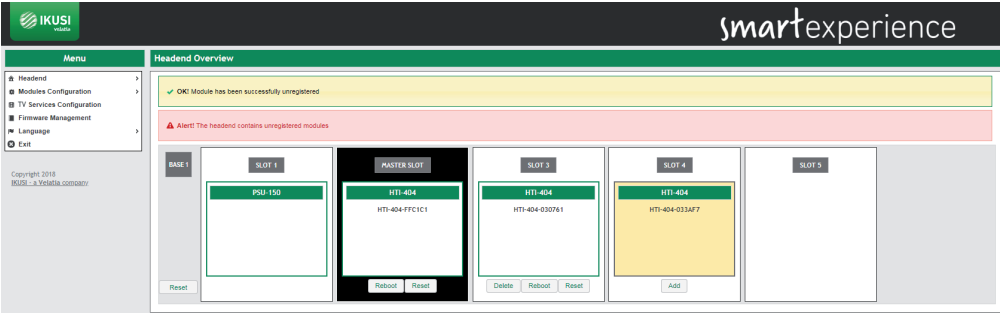 IKUSI
velatia
smartexperience
Menu
Headend
Modules Configuration
TV Services Configuration
Firmware Management
Language
Exit
Copyright 2018
IKUSI - a Velatia company
Headend Overview
OK! Module has been successfully unregistered
Alert! The headend contains unregistered modules
BASE 1
Reset
SLOT 1
PSU-150
MASTER SLOT
HTI-404
HTI-404-FFC1C1
Reboot Reset
SLOT 3
HTI-404
HTI-404-030761
Delete Reboot Reset
SLOT 4
HTI-404
HTI-404-033AF7
Add
SLOT 5